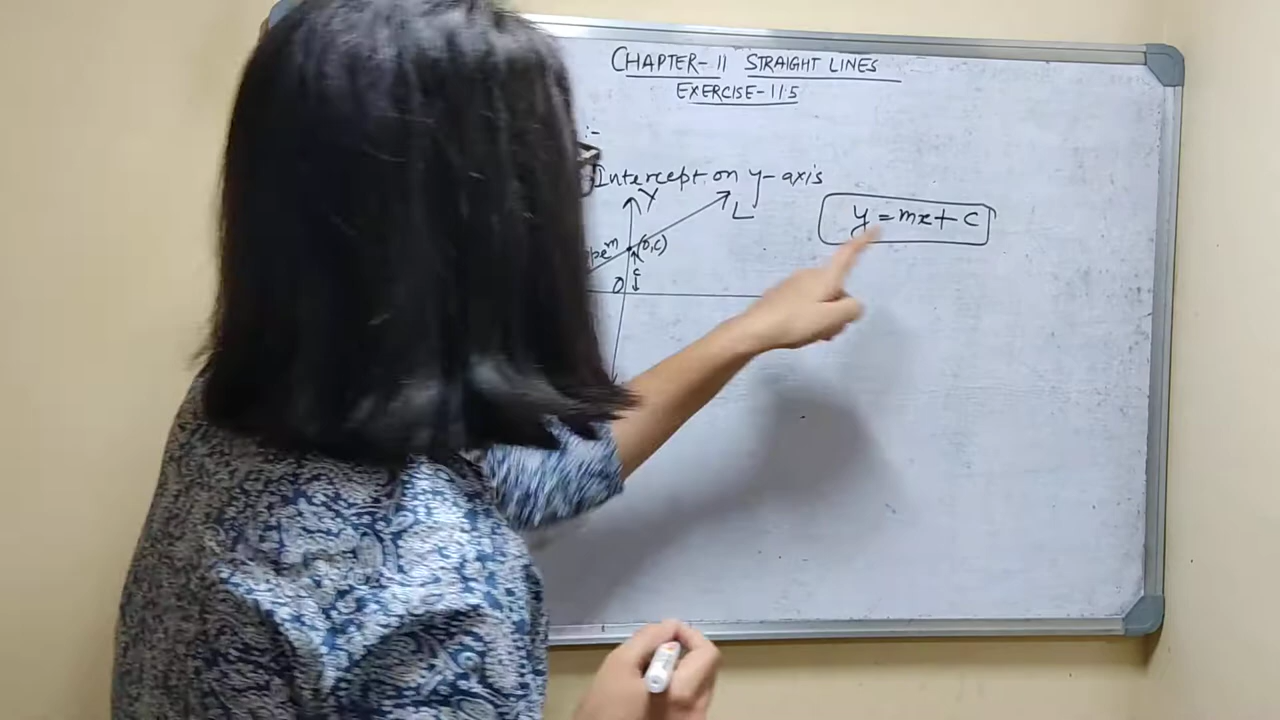 CHAPTER-11 STRAIGHT LINES
EXERCISE-11.5
:-
Intercept on y-axis
Y
L
y = mx + c
m (0,c)
c
O